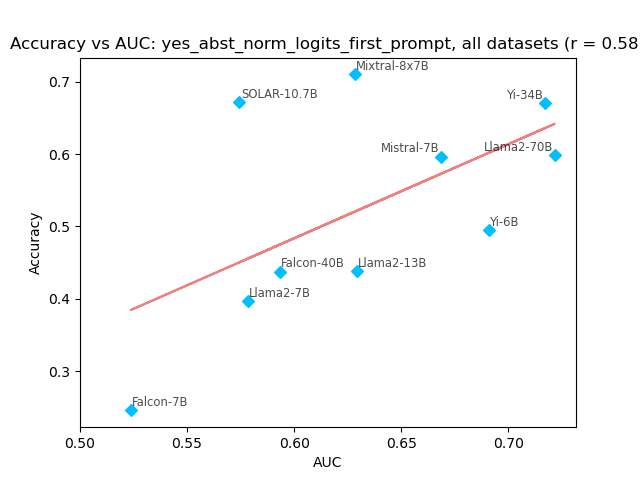 Accuracy vs AUC: yes_abst_norm_logits_first_prompt, all datasets (r = 0.58
Mixtral-8x7B
SOLAR-10.7B
Yi-34B
Mistral-7B
Llama2-70B
Yi-6B
Falcon-40B
Llama2-13B
Llama2-7B
Falcon-7B
0.7
0.6
0.5
0.4
0.3
Accuracy
0.50 0.55 0.60 0.65 0.70
AUC